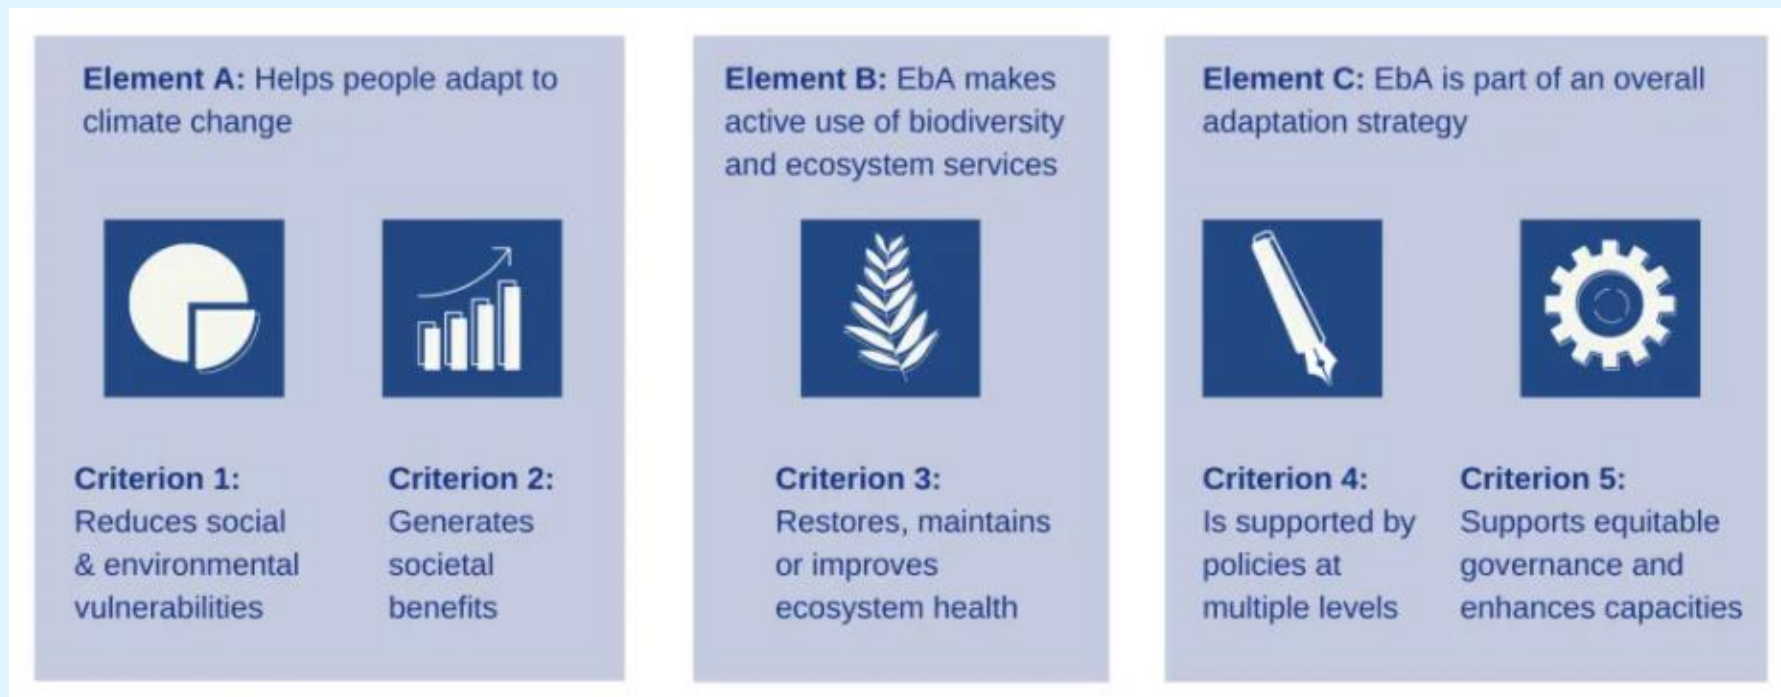 Element A: Helps people adapt to
climate change
Criterion 1:
Reduces social
& environmental
vulnerabilities
Criterion 2:
Generates
societal
benefits
Element B: EbA makes
active use of biodiversity
and ecosystem services
Criterion 3:
Restores, maintains
or improves
ecosystem health
Element C: EbA is part of an overall
adaptation strategy
Criterion 4:
Is supported by
policies at
multiple levels
Criterion 5:
Supports equitable
governance and
enhances capacities